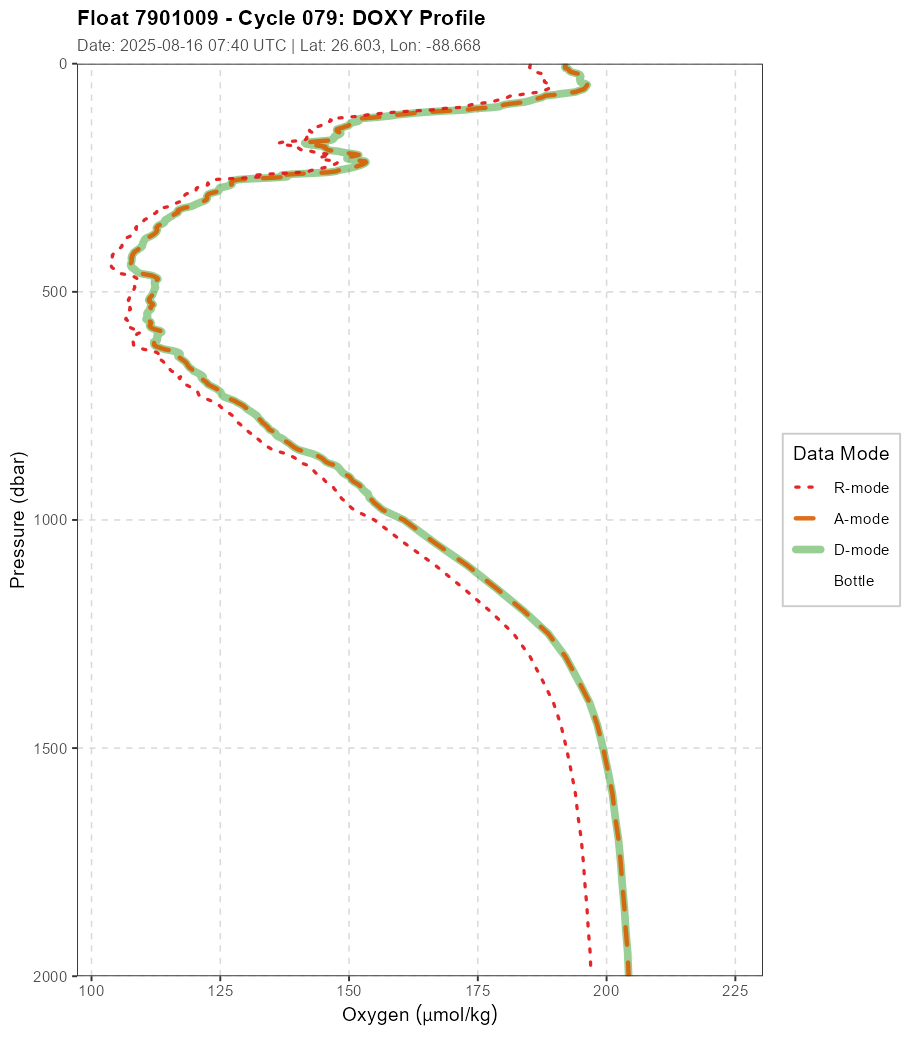 Float 7901009 - Cycle 079: DOXY Profile
Date: 2025-08-16 07:40 UTC | Lat: 26.603, Lon: -88.668
0
500
1000
1500
2000
Pressure (dbar)
100 125 150 175 200 225
Oxygen (μmol/kg)
Data Mode
R-mode
A-mode
D-mode
Bottle